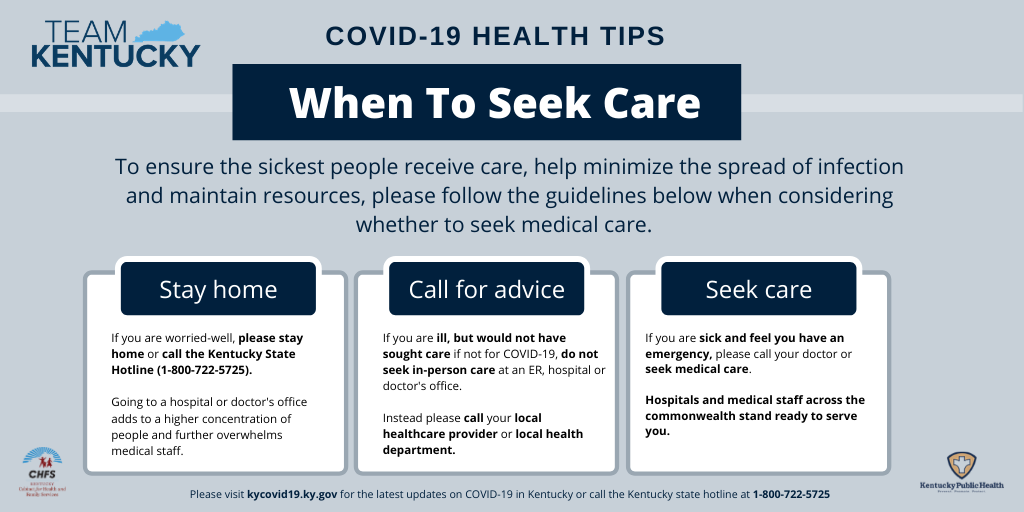 TEAM
KENTUCKY
COVID-19 HEALTH TIPS
When To Seek Care
To ensure the sickest people receive care, help minimize the spread of infection
and maintain resources, please follow the guidelines below when considering
whether to seek medical care.
Stay home
If you are worried-well, please stay
home or call the Kentucky State
Hotline (1-800-722-5725).
Going to a hospital or doctor's office
adds to a higher concentration of
people and further overwhelms
medical staff.
Call for advice
If you are ill, but would not have
sought care if not for COVID-19, do not
seek in-person care at an ER, hospital or
doctor's office.
Instead please call your local
healthcare provider or local health
department.
Seek care
If you are sick and feel you have an
emergency, please call your doctor or
seek medical care.
Hospitals and medical staff across the
commonwealth stand ready to serve
you.
CHFS
KENTUCKY
Cabinet for Health and
Family Services
Please visit kycovid19.ky.gov for the latest updates on COVID-19 in Kentucky or call the Kentucky state hotline at 1-800-722-5725
Kentucky Public Health